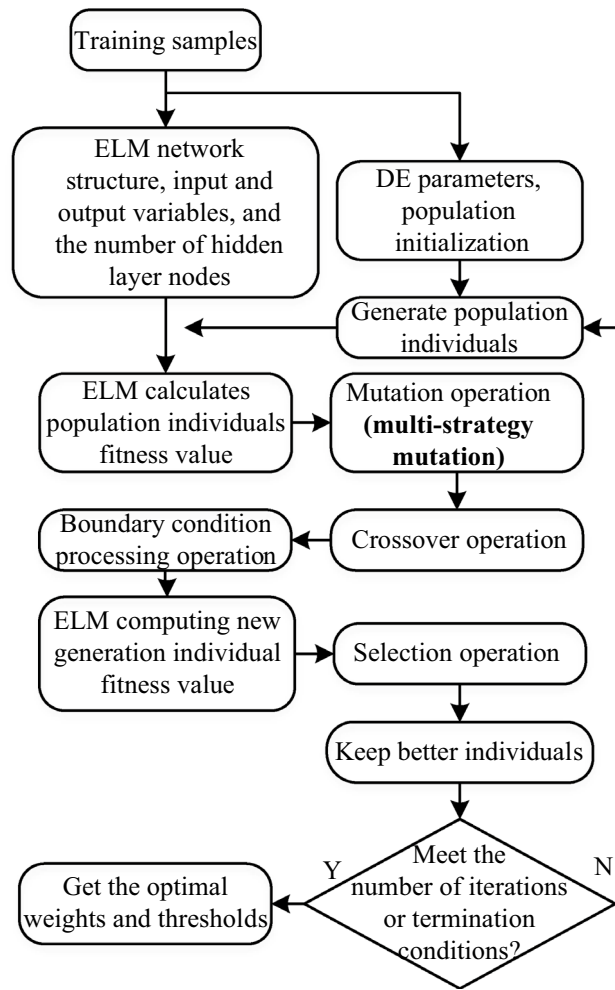 Training samples
ELM network
structure, input and
output variables, and
the number of hidden
layer nodes
DE parameters,
population
initialization
Generate population
individuals
ELM calculates
population individuals
fitness value
Mutation operation
(multi-strategy
mutation)
Boundary condition
processing operation
Crossover operation
ELM computing new
generation individual
fitness value
Selection operation
Keep better individuals
Y
N
Meet the
number of iterations
or termination
conditions?
Get the optimal
weights and thresholds